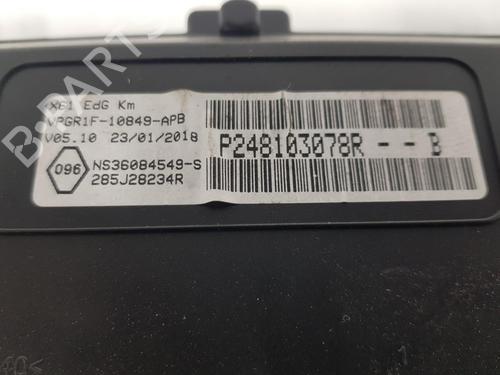 X61 EdG Km
VPGR1F-10849-APB
V05.10 23/01/2018
P248103078R - - B
096
NS36084549-S
285J28234R
B-PARTS